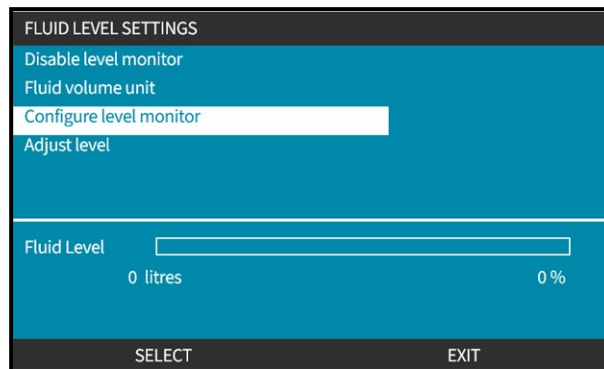 FLUID LEVEL SETTINGS
Disable level monitor
Fluid volume unit
Configure level monitor
Adjust level
Fluid Level
0 litres 0 %
SELECT EXIT